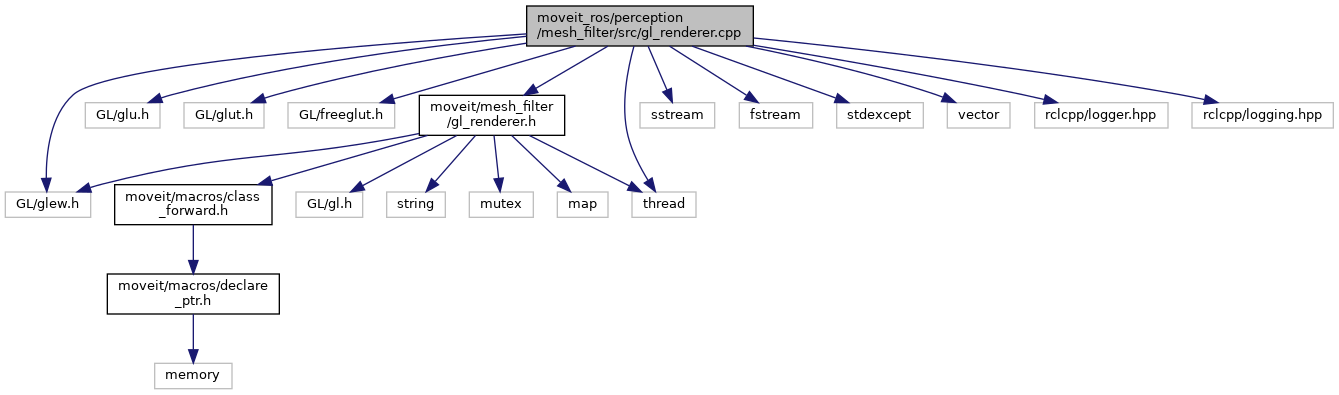 moveit_ros/perception
/mesh_filter/src/gl_renderer.cpp
GL/glu.h
GL/glut.h
GL/freeglut.h
moveit/mesh_filter
/gl_renderer.h
sstream
fstream
stdexcept
vector
rclcpp/logger.hpp
rclcpp/logging.hpp
GL/glew.h
moveit/macros/class
_forward.h
GL/gl.h
string
mutex
map
thread
moveit/macros/declare
_ptr.h
memory